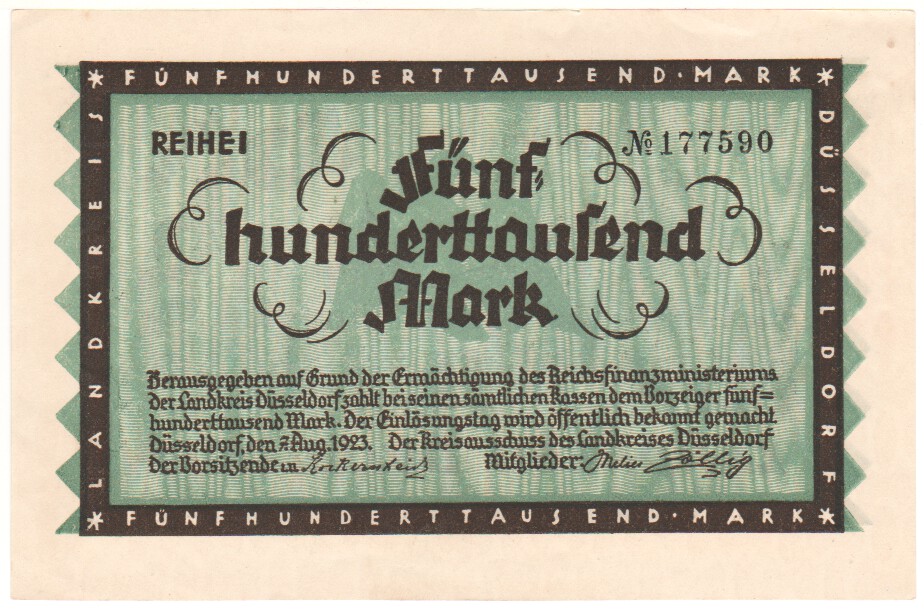 * FÜNFHUNDERTTAUSEND · MARK *
LANDKREIS
DÜSSELDORF
REIHE I
№ 177590
Fünf-
hunderttausend
Mark
Herausgegeben auf Grund der Ermächtigung des Reichsfinanzministeriums
der Landkreis Düsseldorf zahlt bei seinen sämtlichen Kassen dem Vorzeiger fünf=
hunderttausend Mark. Der Einlösungstag wird öffentlich bekannt gemacht
Düsseldorf, den 7. Aug. 1923. Der Kreisausschuss des Landkreises Düsseldorf
Der Vorsitzende Mitglieder:
* FÜNFHUNDERTTAUSEND · MARK *